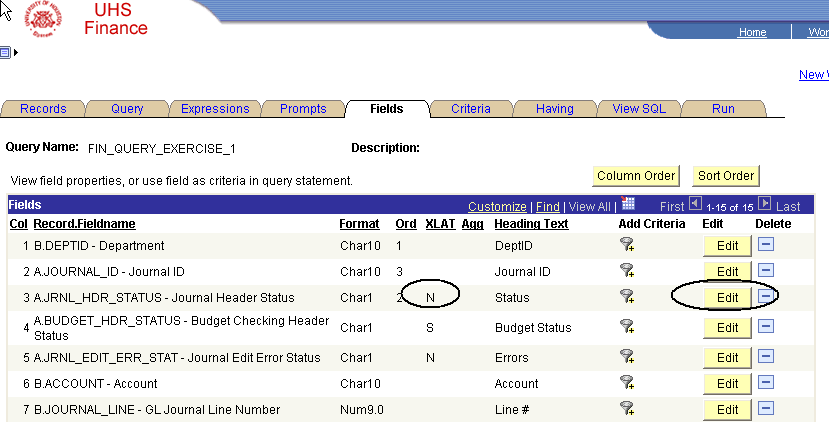 UHS
Finance
Home Wor
New
Records Query Expressions Prompts Fields Criteria Having View SQL Run
Query Name: FIN_QUERY_EXERCISE_1 Description:
View field properties, or use field as criteria in query statement. Column Order Sort Order
Fields Customize | Find | View All | First 1-15 of 15 Last
Col Record.Fieldname Format Ord XLAT Agg Heading Text Add Criteria Edit Delete
1 B.DEPTID - Department Char10 1 DeptID Edit
2 A.JOURNAL_ID - Journal ID Char10 3 Journal ID Edit
3 A.JRNL_HDR_STATUS - Journal Header Status Char1 2 N Status Edit
4 A.BUDGET_HDR_STATUS - Budget Checking Header Status Char1 S Budget Status Edit
5 A.JRNL_EDIT_ERR_STAT - Journal Edit Error Status Char1 N Errors Edit
6 B.ACCOUNT - Account Char10 Account Edit
7 B.JOURNAL_LINE - GL Journal Line Number Num9.0 Line # Edit